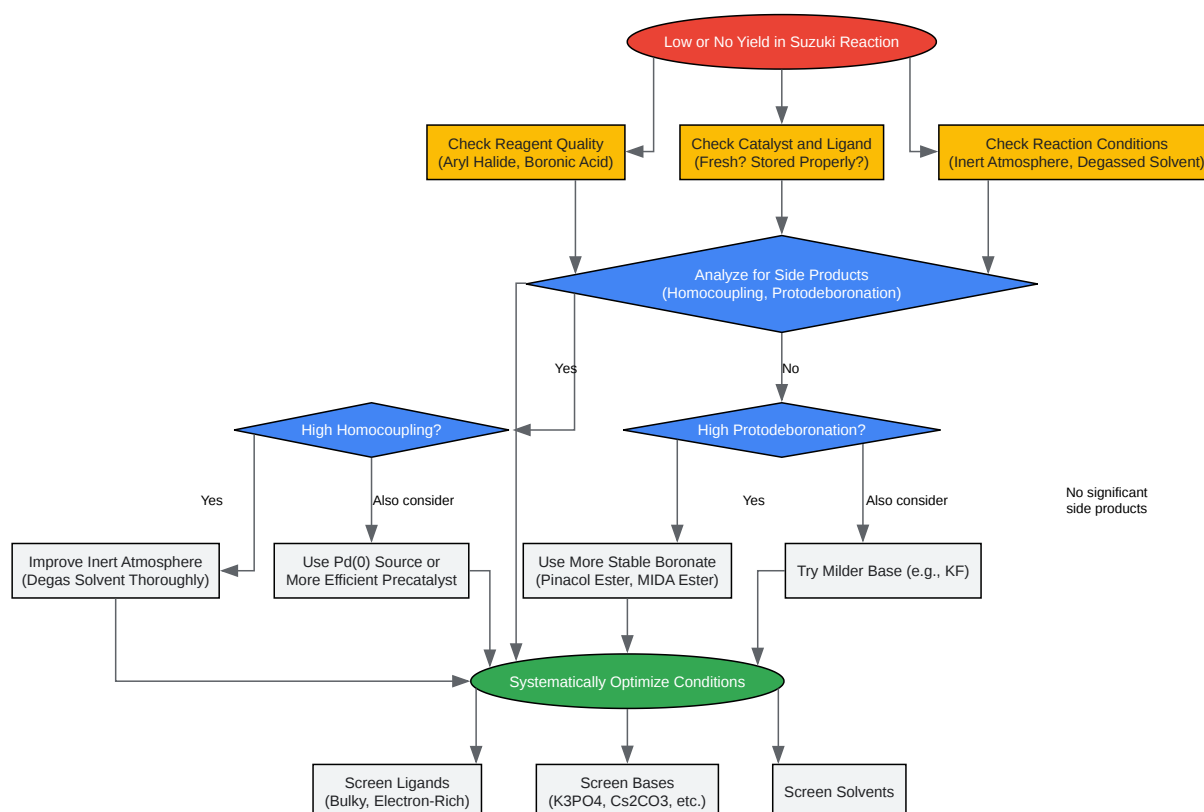 Low or No Yield in Suzuki Reaction
Check Reagent Quality
(Aryl Halide, Boronic Acid)
Check Catalyst and Ligand
(Fresh? Stored Properly?)
Check Reaction Conditions
(Inert Atmosphere, Degassed Solvent)
Analyze for Side Products
(Homocoupling, Protodeboronation)
Yes
No
High Homocoupling?
High Protodeboronation?
Yes
Also consider
Yes
Also consider
No significant
side products
Improve Inert Atmosphere
(Degas Solvent Thoroughly)
Use Pd(0) Source or
More Efficient Precatalyst
Use More Stable Boronate
(Pinacol Ester, MIDA Ester)
Try Milder Base (e.g., KF)
Systematically Optimize Conditions
Screen Ligands
(Bulky, Electron-Rich)
Screen Bases
(K3PO4, Cs2CO3, etc.)
Screen Solvents